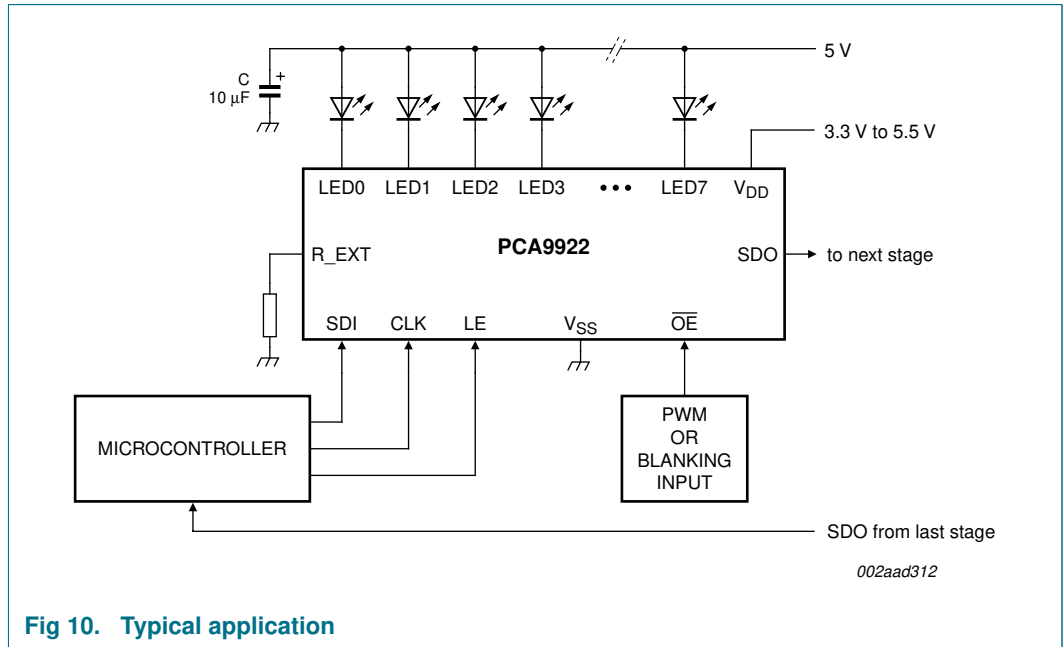 5 V
C
+
10 μF
3.3 V to 5.5 V
LED0 LED1 LED2 LED3 ••• LED7 VDD
PCA9922
R_EXT
SDO
to next stage
SDI CLK LE VSS OE
MICROCONTROLLER
PWM
OR
BLANKING
INPUT
SDO from last stage
002aad312
Fig 10. Typical application